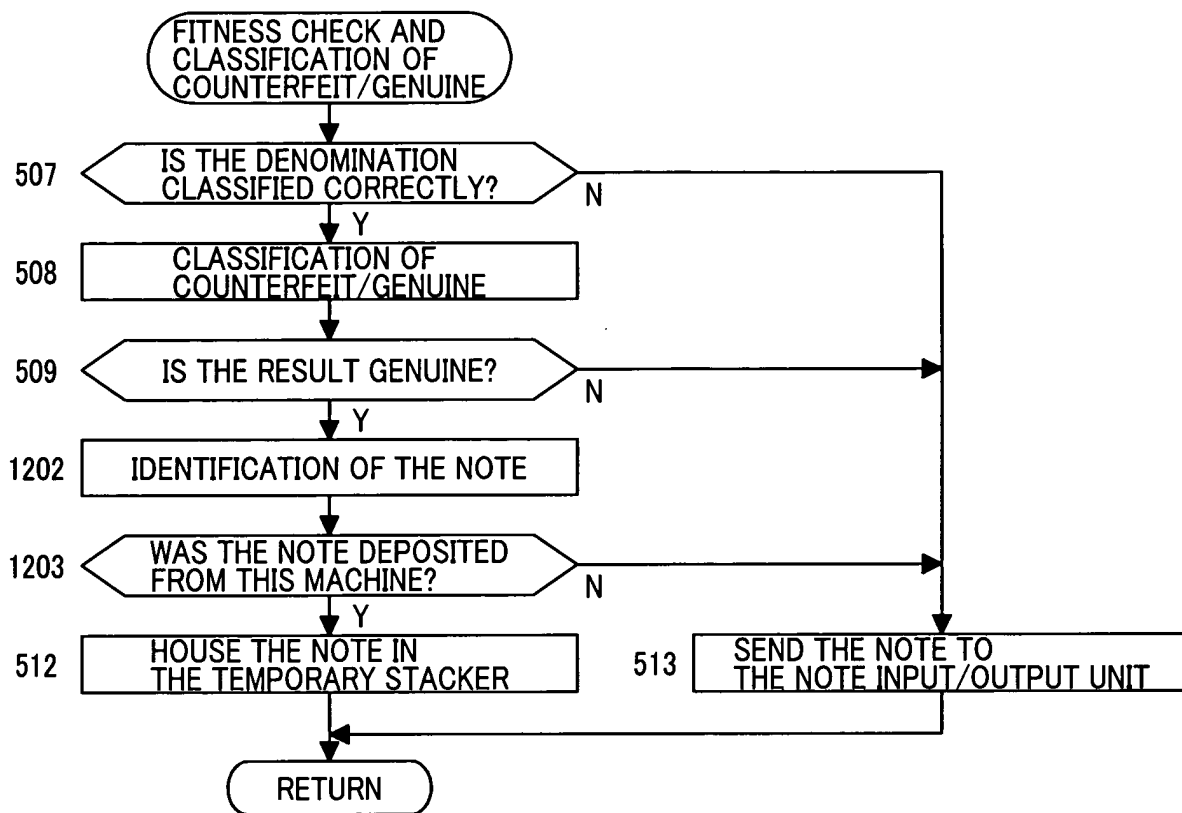 FITNESS CHECK AND
CLASSIFICATION OF
COUNTERFEIT/GENUINE
507
IS THE DENOMINATION
CLASSIFIED CORRECTLY?
N
Y
508
CLASSIFICATION OF
COUNTERFEIT/GENUINE
509
IS THE RESULT GENUINE?
N
Y
1202
IDENTIFICATION OF THE NOTE
1203
WAS THE NOTE DEPOSITED
FROM THIS MACHINE?
N
Y
512
HOUSE THE NOTE IN
THE TEMPORARY STACKER
513
SEND THE NOTE TO
THE NOTE INPUT/OUTPUT UNIT
RETURN